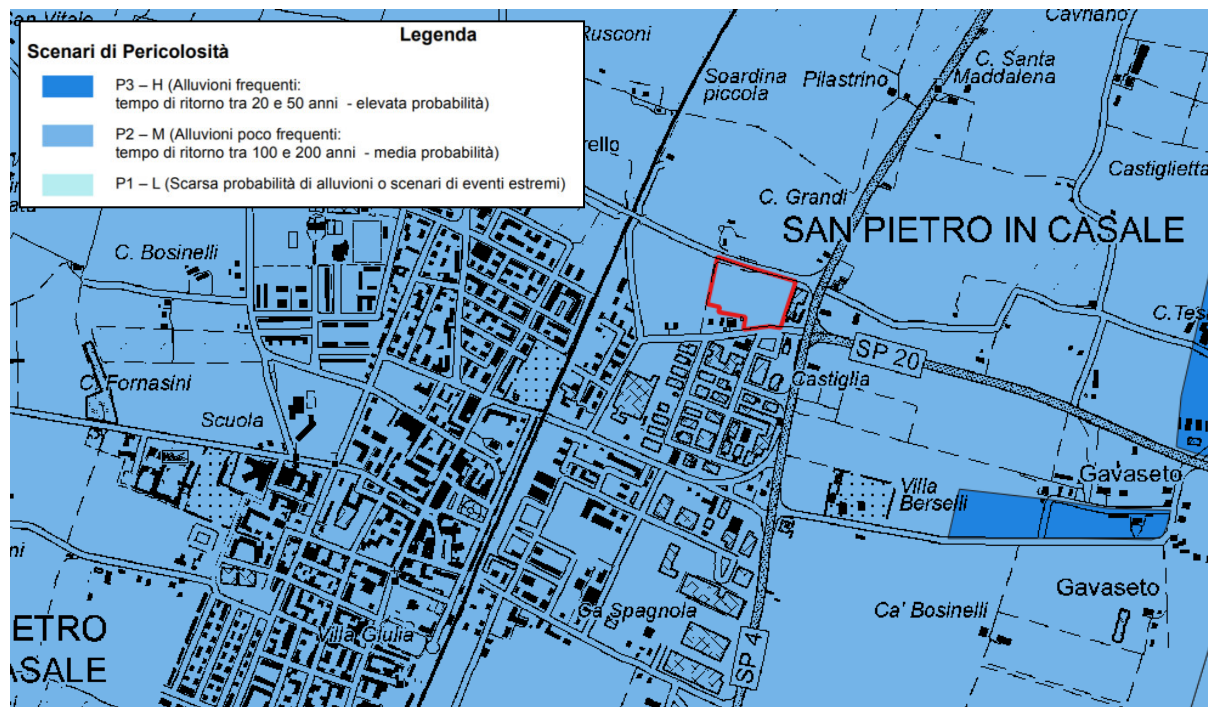 Legenda
Scenari di Pericolosità
P3 – H (Alluvioni frequenti:
tempo di ritorno tra 20 e 50 anni - elevata probabilità)
P2 – M (Alluvioni poco frequenti:
tempo di ritorno tra 100 e 200 anni - media probabilità)
P1 – L (Scarsa probabilità di alluvioni o scenari di eventi estremi)
Rusconi
Cavriano
Soardina
piccola
Pilastrino
C. Santa
Maddalena
Castiglietta
C. Grandi
SAN PIETRO IN CASALE
C. Bosinelli
SP 20
Castiglia
C. Fornasini
Scuola
Gavaseto
Villa
Berselli
Gavaseto
Ca' Bosinelli
Ca Spagnola
Villa Giulia
SP 4
ETRO
CASALE